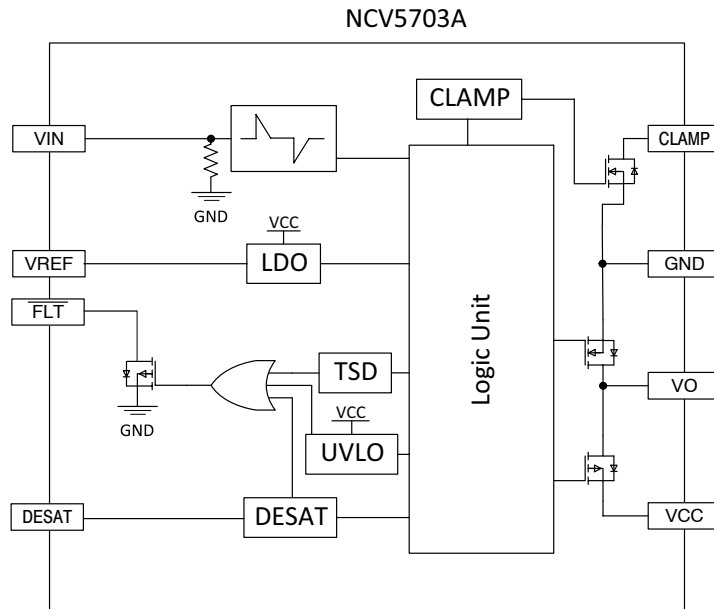 NCV5703A
CLAMP
VIN
CLAMP
GND
VCC
VREF
LDO
GND
FLT
Logic Unit
TSD
VO
GND
VCC
UVLO
DESAT
DESAT
VCC